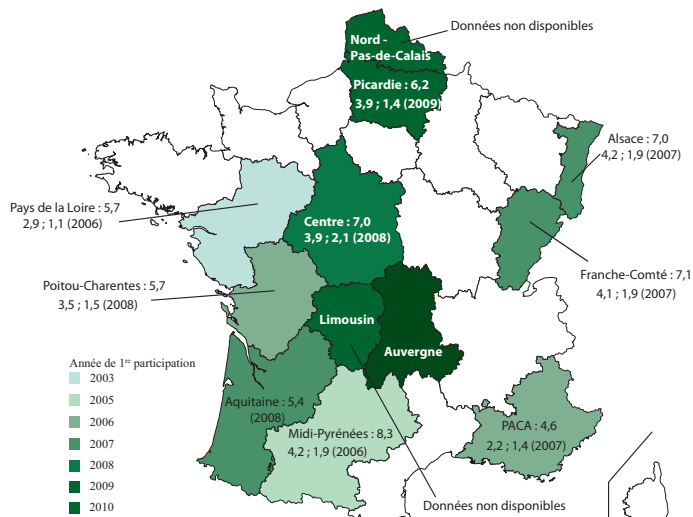 Données non disponibles
Nord -
Pas-de-Calais
Picardie : 6,2
3,9 ; 1,4 (2009)
Alsace : 7,0
4,2 ; 1,9 (2007)
Pays de la Loire : 5,7
2,9 ; 1,1 (2006)
Centre : 7,0
3,9 ; 2,1 (2008)
Franche-Comté : 7,1
4,1 ; 1,9 (2007)
Poitou-Charentes : 5,7
3,5 ; 1,5 (2008)
Limousin
Auvergne
Année de 1re participation
2003
2005
2006
2007
2008
2009
2010
Aquitaine : 5,4
(2008)
Midi-Pyrénées : 8,3
4,2 ; 1,9 (2006)
PACA : 4,6
2,2 ; 1,4 (2007)
Données non disponibles